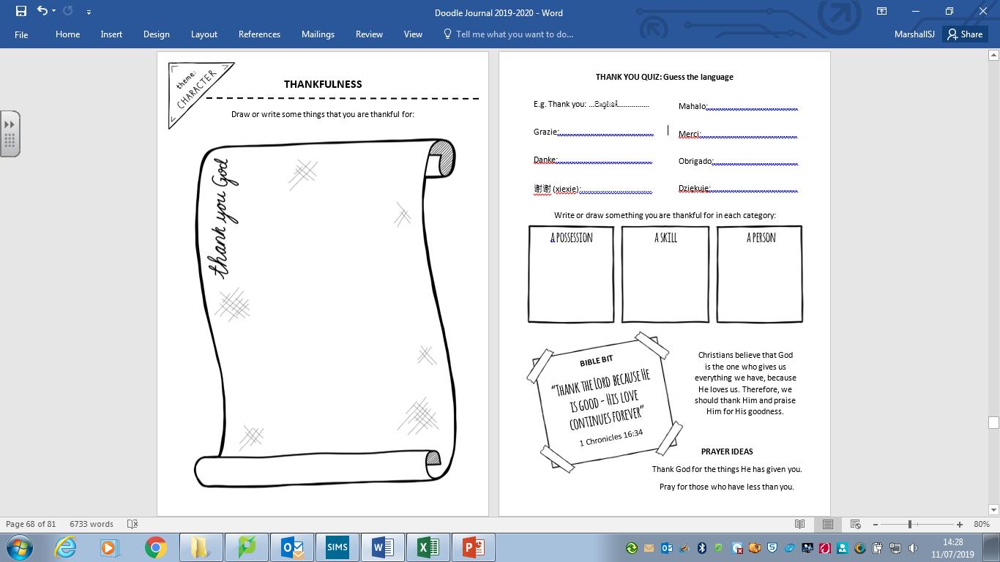 Doodle Journal 2019-2020 - Word
File
Home
Insert
Design
Layout
References
Mailings
Review
View
Tell me what you want to do...
MarshallSJ
Share
theme:
CHARACTER
THANKFULNESS
Draw or write some things that you are thankful for:
thank you God
THANK YOU QUIZ: Guess the language
E.g. Thank you: ...English................
Mahalo:
Grazie:
Merci:
Danke:
Obrigado:
谢谢 (xiexie):
Dziekuje:
Write or draw something you are thankful for in each category:
A POSSESSION
A SKILL
A PERSON
BIBLE BIT
“THANK THE LORD BECAUSE HE
IS GOOD - HIS LOVE
CONTINUES FOREVER”
1 Chronicles 16:34
Christians believe that God
is the one who gives us
everything we have, because
He loves us. Therefore, we
should thank Him and praise
Him for His goodness.
PRAYER IDEAS
Thank God for the things He has given you.
Pray for those who have less than you.
Page 68 of 81
6733 words
80%
SIMS
14:28
11/07/2019